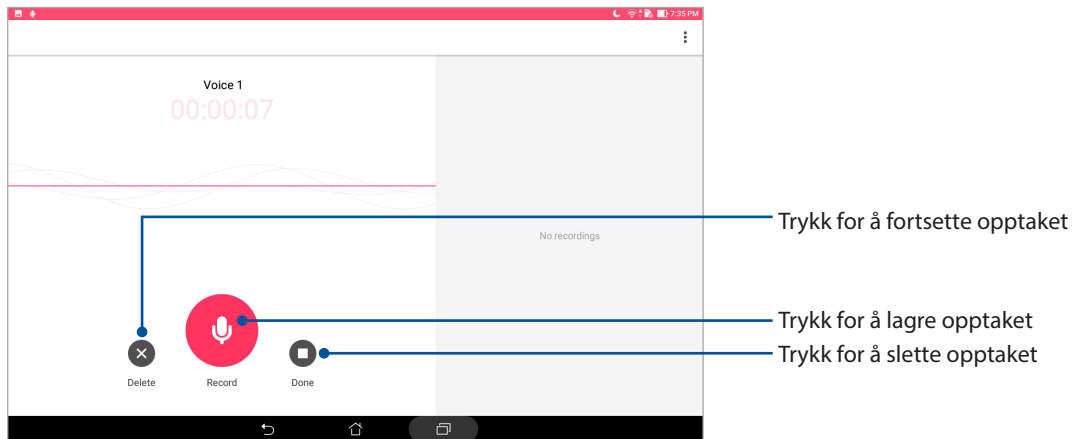 7:35 PM
Voice 1
00:00:07
No recordings
Trykk for å fortsette opptaket
Trykk for å lagre opptaket
Trykk for å slette opptaket
Delete
Record
Done